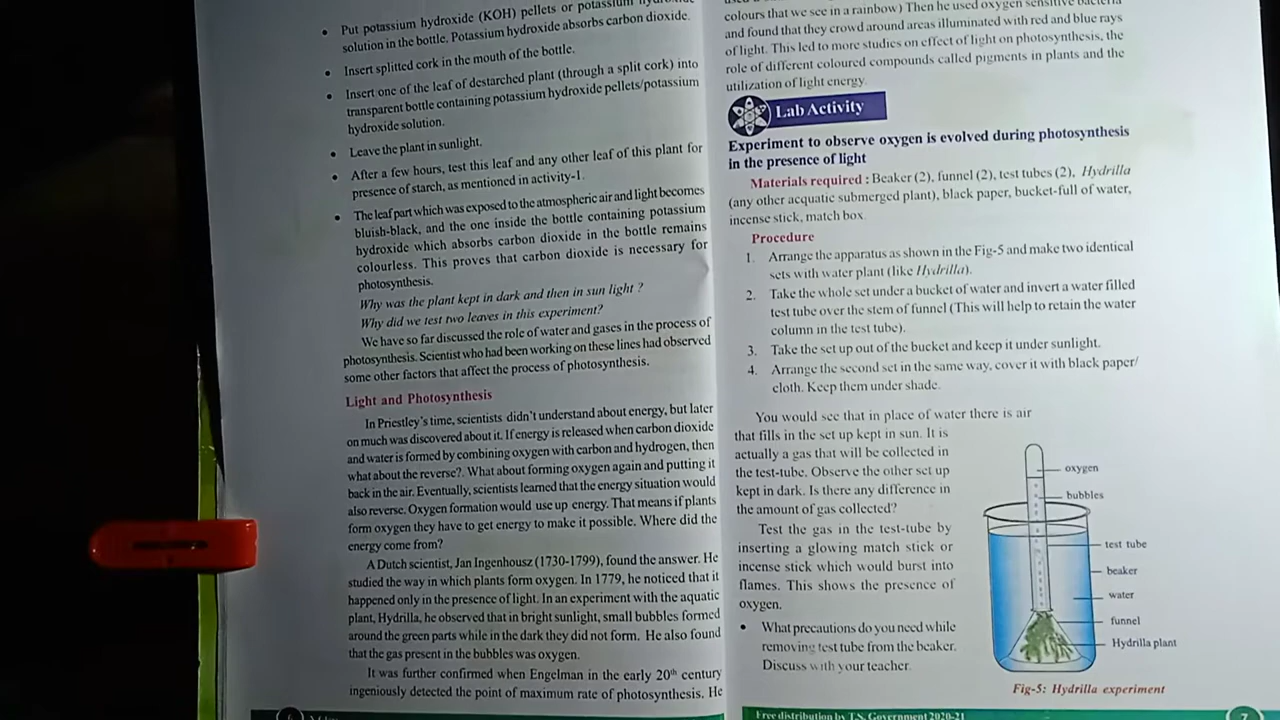 Put potassium hydroxide (KOH) pellets or potassium
solution in the bottle. Potassium hydroxide absorbs carbon dioxide.
Insert splitted cork in the mouth of the bottle.
Insert one of the leaf of destarched plant (through a split cork) into
transparent bottle containing potassium hydroxide pellets/potassium
hydroxide solution.
Leave the plant in sunlight.
After a few hours, test this leaf and any other leaf of this plant for
presence of starch, as mentioned in activity-1.
The leaf part which was exposed to the atmospheric air and light becomes
bluish-black, and the one inside the bottle containing potassium
hydroxide which absorbs carbon dioxide in the bottle remains
colourless. This proves that carbon dioxide is necessary for
photosynthesis.
Why was the plant kept in dark and then in sun light ?
Why did we test two leaves in this experiment?
We have so far discussed the role of water and gases in the process of
photosynthesis. Scientist who had been working on these lines had observed
some other factors that affect the process of photosynthesis.
Light and Photosynthesis
In Priestley's time, scientists didn't understand about energy, but later
on much was discovered about it. If energy is released when carbon dioxide
and water is formed by combining oxygen with carbon and hydrogen, then
what about the reverse?. What about forming oxygen again and putting it
back in the air. Eventually, scientists learned that the energy situation would
also reverse. Oxygen formation would use up energy. That means if plants
form oxygen they have to get energy to make it possible. Where did the
energy come from?
A Dutch scientist, Jan Ingenhousz (1730-1799), found the answer. He
studied the way in which plants form oxygen. In 1779, he noticed that it
happened only in the presence of light. In an experiment with the aquatic
plant, Hydrilla, he observed that in bright sunlight, small bubbles formed
around the green parts while in the dark they did not form. He also found
that the gas present in the bubbles was oxygen.
It was further confirmed when Engelman in the early 20th century
ingeniously detected the point of maximum rate of photosynthesis. He
colours that we see in a rainbow) Then he used oxygen sensitive bacteria
and found that they crowd around areas illuminated with red and blue rays
of light. This led to more studies on effect of light on photosynthesis, the
role of different coloured compounds called pigments in plants and the
utilization of light energy.
Lab Activity
Experiment to observe oxygen is evolved during photosynthesis
in the presence of light
Materials required : Beaker (2), funnel (2), test tubes (2), Hydrilla
(any other acquatic submerged plant), black paper, bucket-full of water,
incense stick, match box.
Procedure
1. Arrange the apparatus as shown in the Fig-5 and make two identical
sets with water plant (like Hydrilla).
2. Take the whole set under a bucket of water and invert a water filled
test tube over the stem of funnel (This will help to retain the water
column in the test tube).
3. Take the set up out of the bucket and keep it under sunlight.
4. Arrange the second set in the same way, cover it with black paper/
cloth. Keep them under shade.
You would see that in place of water there is air
that fills in the set up kept in sun. It is
actually a gas that will be collected in
the test-tube. Observe the other set up
kept in dark. Is there any difference in
the amount of gas collected?
Test the gas in the test-tube by
inserting a glowing match stick or
incense stick which would burst into
flames. This shows the presence of
oxygen.
What precautions do you need while
removing test tube from the beaker.
Discuss with your teacher.
oxygen
bubbles
test tube
beaker
water
funnel
Hydrilla plant
Fig-5: Hydrilla experiment
Free distribution by T.S. Government 2020-21
7